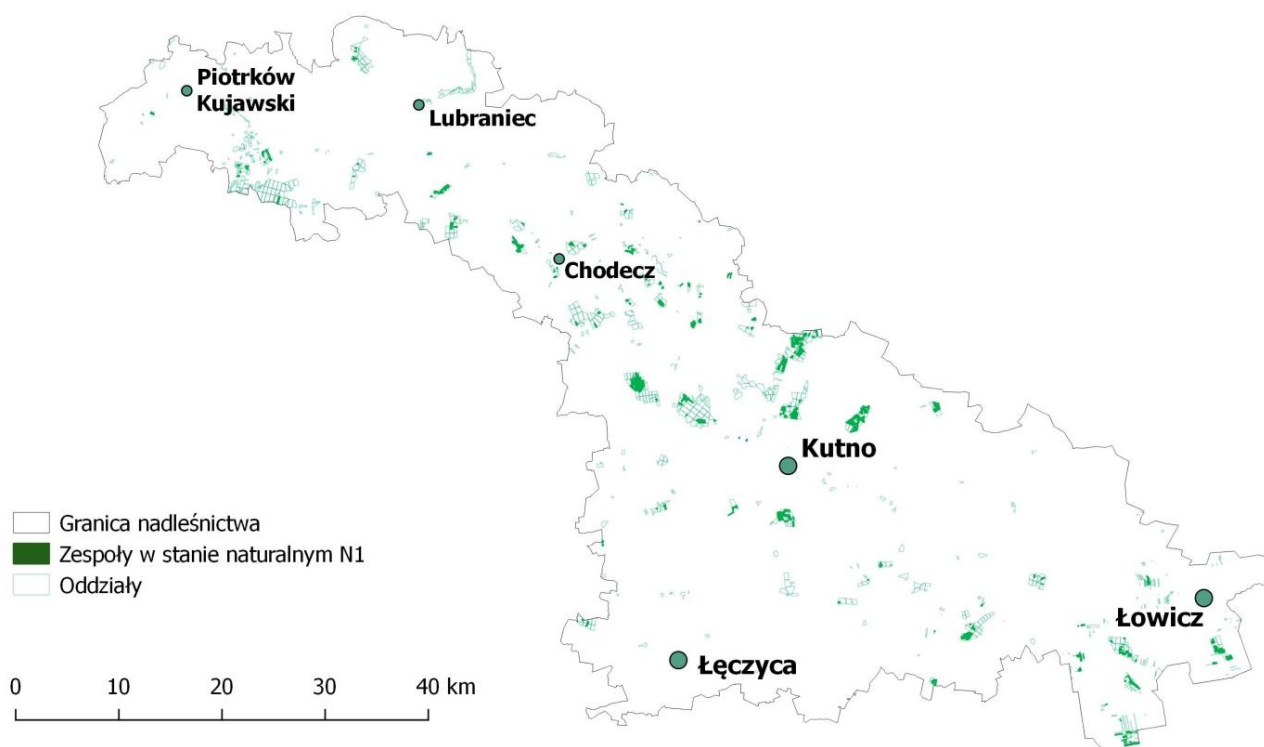 Piotrków
Kujawski
Lubraniec
Chodecz
Kutno
Granica nadleśnictwa
Zespoły w stanie naturalnym N1
Oddziały
Łowicz
Łęczyca
0 10 20 30 40 km